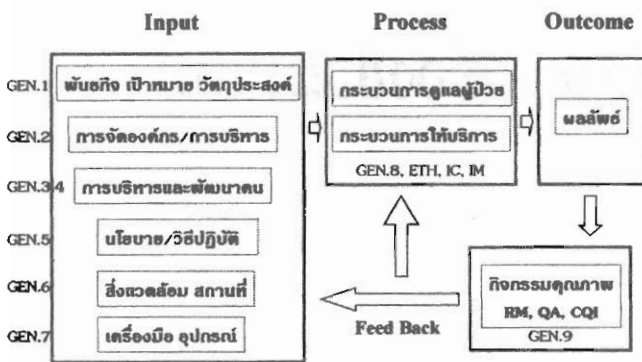 Input
Process
Outcome
GEN.1 พันธกิจ เป้าหมาย วัตถุประสงค์
GEN.2 การจัดองค์กร/การบริหาร
GEN.3 4 การบริหารและพัฒนาคน
GEN.5 นโยบาย/วิธีปฏิบัติ
GEN.6 สิ่งแวดล้อม สถานที่
GEN.7 เครื่องมือ อุปกรณ์
กระบวนการดูแลผู้ป่วย
กระบวนการให้บริการ
GEN.8, ETH, IC, IM
ผลลัพธ์
กิจกรรมคุณภาพ
RM, QA, CQI
GEN.9
Feed Back